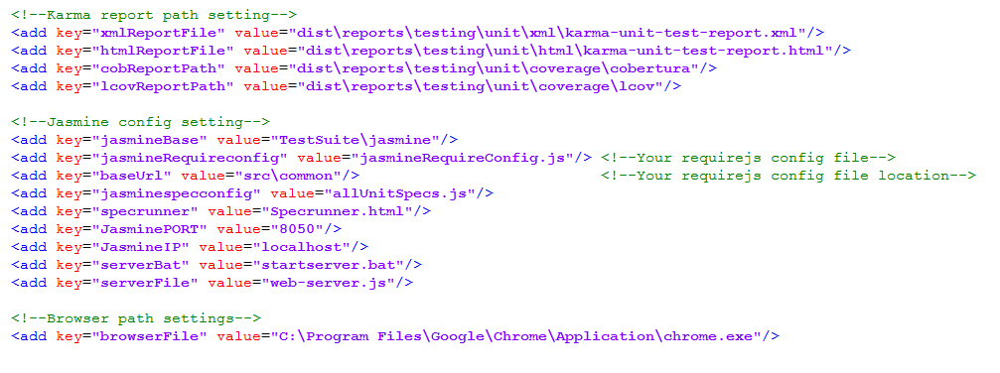 <!--Karma report path setting-->
<add key="xmlReportFile" value="dist\reports\testing\unit\xml\karma-unit-test-report.xml"/>
<add key="htmlReportFile" value="dist\reports\testing\unit\html\karma-unit-test-report.html"/>
<add key="cobReportPath" value="dist\reports\testing\unit\coverage\cobertura"/>
<add key="lcovReportPath" value="dist\reports\testing\unit\coverage\lcov"/>
<!--Jasmine config setting-->
<add key="jasmineBase" value="TestSuite\jasmine"/>
<add key="jasmineRequireconfig" value="jasmineRequireConfig.js"/> <!--Your requirejs config file-->
<add key="baseUrl" value="src\common"/> <!--Your requirejs config file location-->
<add key="jasminespecconfig" value="allUnitSpecs.js"/>
<add key="specrunner" value="Specrunner.html"/>
<add key="JasminePORT" value="8050"/>
<add key="JasmineIP" value="localhost"/>
<add key="serverBat" value="startserver.bat"/>
<add key="serverFile" value="web-server.js"/>
<!--Browser path settings-->
<add key="browserFile" value="C:\Program Files\Google\Chrome\Application\chrome.exe"/>